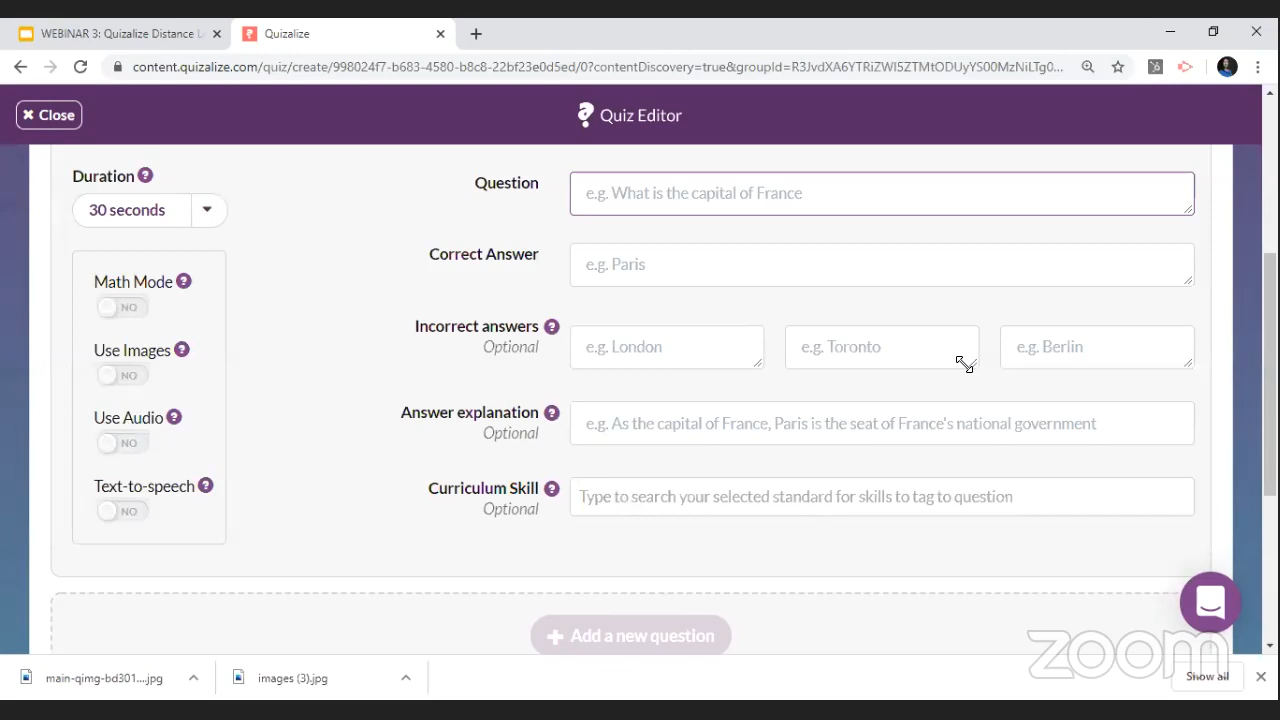 WEBINAR 3: Quizalize Distance L
Quizalize
content.quizalize.com/quiz/create/998024f7-b683-4580-b8c8-22bf23e0d5ed/0?contentDiscovery=true&groupId=R3JvdXA6YTRiZWI5ZTMtODUyYS00MzNiLTg0...
Close
Quiz Editor
Duration ?
30 seconds
Math Mode ?
NO
Use Images ?
NO
Use Audio ?
NO
Text-to-speech ?
NO
Question
e.g. What is the capital of France
Correct Answer
e.g. Paris
Incorrect answers ?
Optional
e.g. London
e.g. Toronto
e.g. Berlin
Answer explanation ?
Optional
e.g. As the capital of France, Paris is the seat of France's national government
Curriculum Skill ?
Optional
Type to search your selected standard for skills to tag to question
+ Add a new question
zoom
main-qimg-bd301....jpg
images (3).jpg
Show all